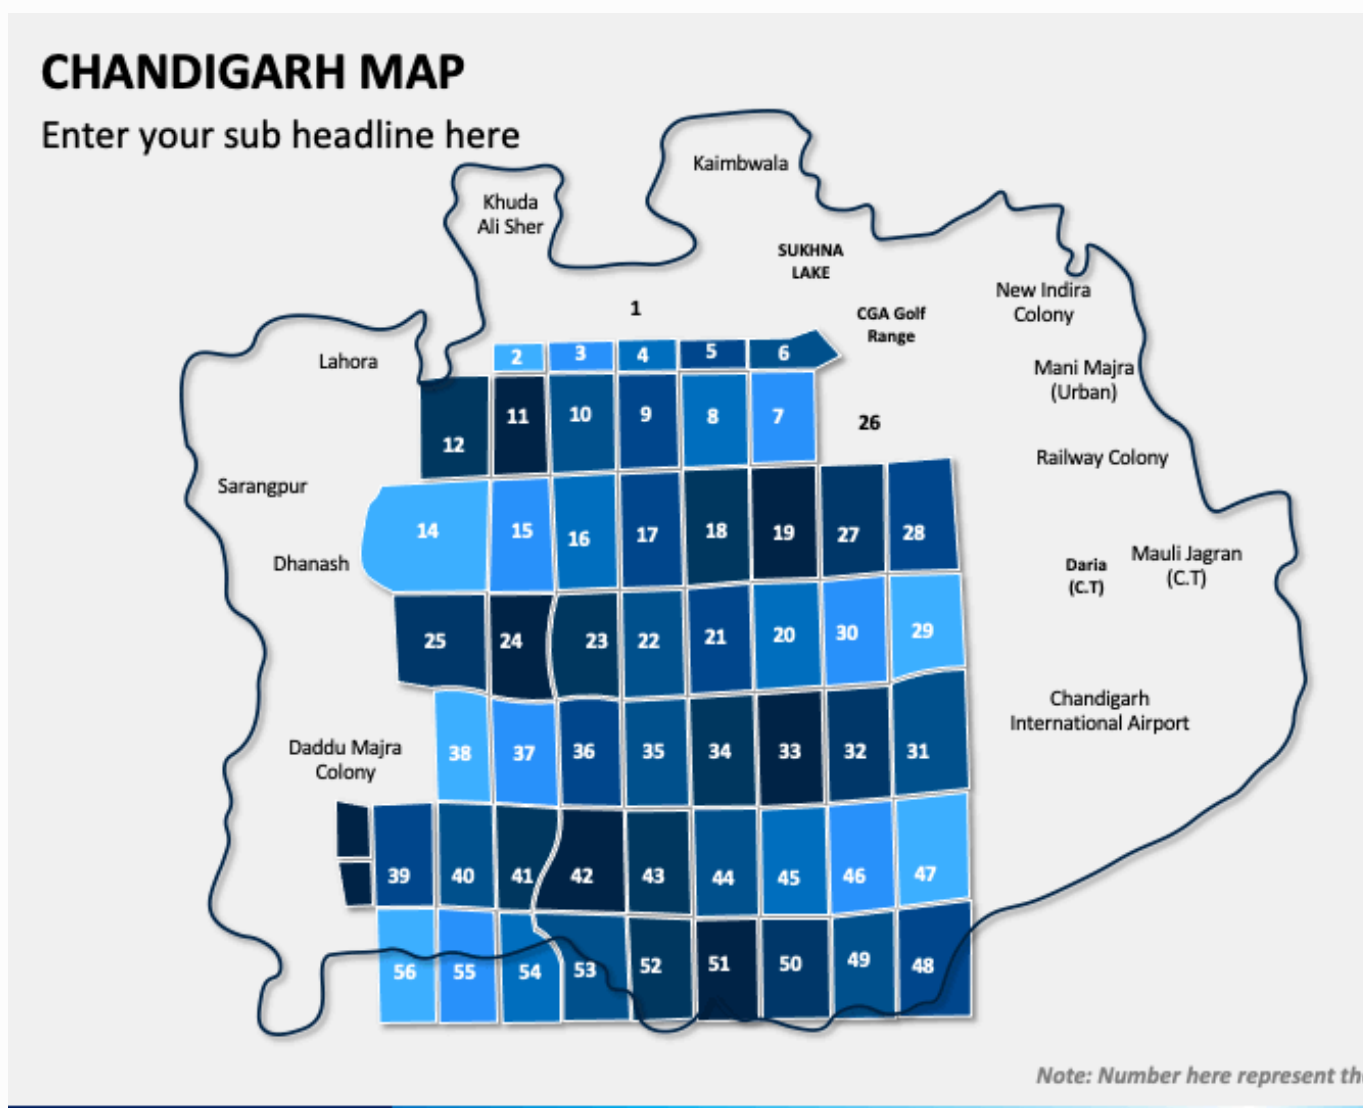 CHANDIGARH MAP
Enter your sub headline here
Kaimbwala
Khuda
Ali Sher
SUKHNA
LAKE
New Indira
Colony
1
CGA Golf
Range
Lahora
2 3 4 5 6
Mani Majra
(Urban)
12 11 10 9 8 7 26
Railway Colony
Sarangpur
14 15 16 17 18 19 27 28
Dhanash
Daria
(C.T)
Mauli Jagran
(C.T)
25 24 23 22 21 20 30 29
Chandigarh
International Airport
Daddu Majra
Colony
38 37 36 35 34 33 32 31
39 40 41 42 43 44 45 46 47
56 55 54 53 52 51 50 49 48
Note: Number here represent